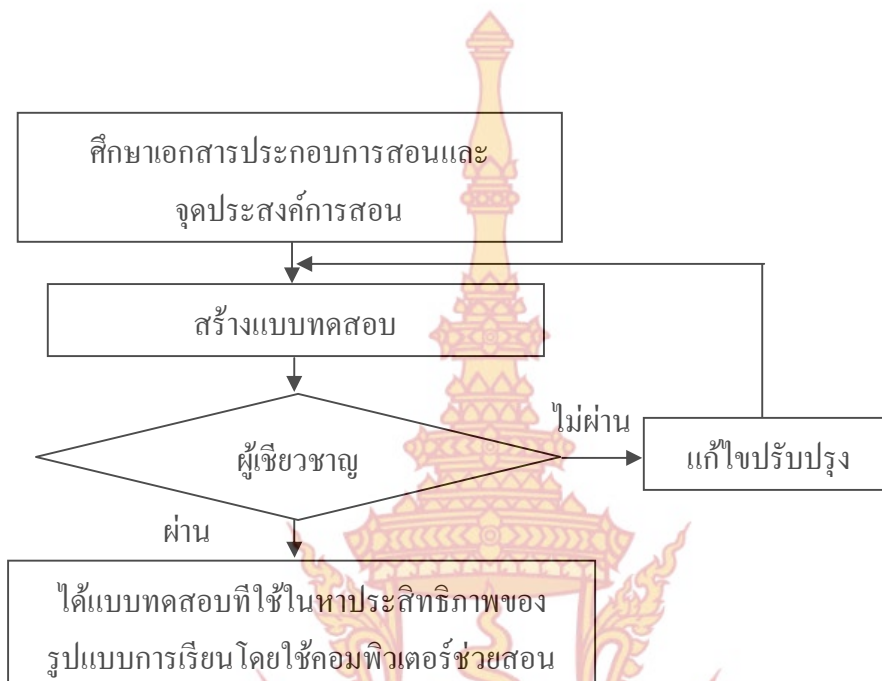 ศึกษาเอกสารประกอบการสอนและ
จุดประสงค์การสอน
สร้างแบบทดสอบ
ไม่ผ่าน
ผู้เชียวชาญ
แก้ไขปรับปรุง
ผ่าน
ได้แบบทดสอบทีใช้ในหาประสิทธิภาพของ
รูปแบบการเรียนโดยใช้คอมพิวเตอร์ช่วยสอน